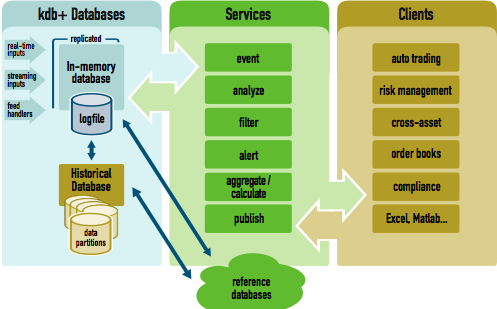 kdb+ Databases
real-time
inputs
streaming
inputs
feed
handlers
replicated
In-memory
database
logfile
Historical
Database
data
partitions
Services
event
analyze
filter
alert
aggregate /
calculate
publish
reference
databases
Clients
auto trading
risk management
cross-asset
order books
compliance
Excel, Matlab...